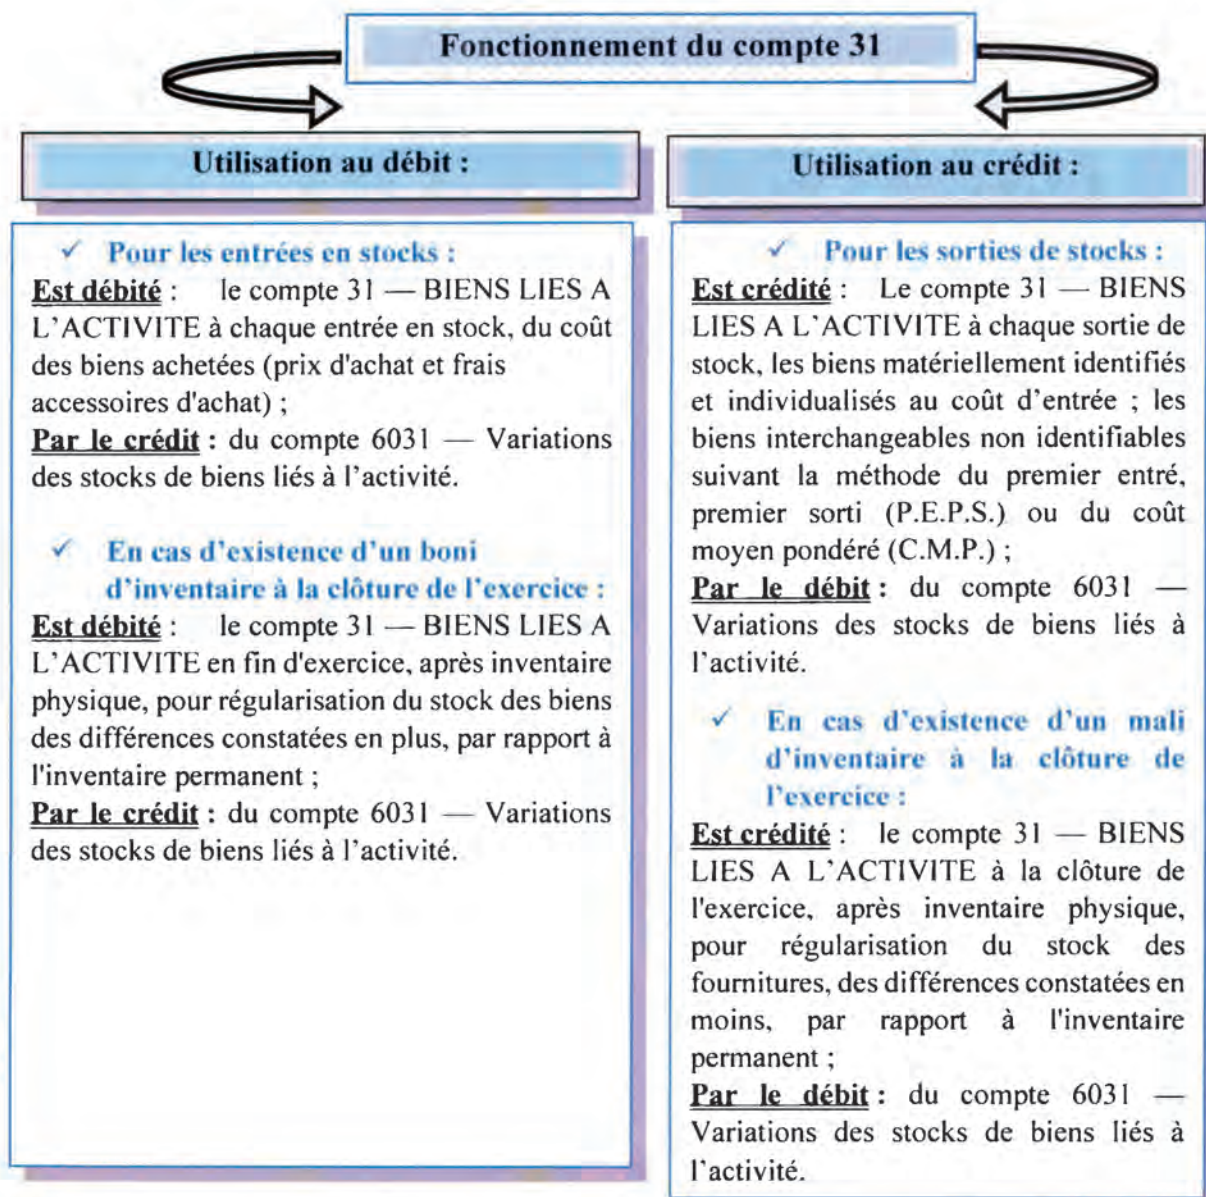 Fonctionnement du compte 31
Utilisation au débit :
✓ Pour les entrées en stocks :
Est débité : le compte 31 — BIENS LIES A
L'ACTIVITE à chaque entrée en stock, du coût
des biens achetées (prix d'achat et frais
accessoires d'achat) ;
Par le crédit : du compte 6031 — Variations
des stocks de biens liés à l'activité.
✓ En cas d'existence d'un boni
d'inventaire à la clôture de l'exercice :
Est débité : le compte 31 — BIENS LIES A
L'ACTIVITE en fin d'exercice, après inventaire
physique, pour régularisation du stock des biens
des différences constatées en plus, par rapport à
l'inventaire permanent ;
Par le crédit : du compte 6031 — Variations
des stocks de biens liés à l'activité.
Utilisation au crédit :
✓ Pour les sorties de stocks :
Est crédité : Le compte 31 — BIENS
LIES A L'ACTIVITE à chaque sortie de
stock, les biens matériellement identifiés
et individualisés au coût d'entrée ; les
biens interchangeables non identifiables
suivant la méthode du premier entré,
premier sorti (P.E.P.S.) ou du coût
moyen pondéré (C.M.P.) ;
Par le débit : du compte 6031 —
Variations des stocks de biens liés à
l'activité.
✓ En cas d'existence d'un mali
d'inventaire à la clôture de
l'exercice :
Est crédité : le compte 31 — BIENS
LIES A L'ACTIVITE à la clôture de
l'exercice, après inventaire physique,
pour régularisation du stock des
fournitures, des différences constatées en
moins, par rapport à l'inventaire
permanent ;
Par le débit : du compte 6031 —
Variations des stocks de biens liés à
l'activité.